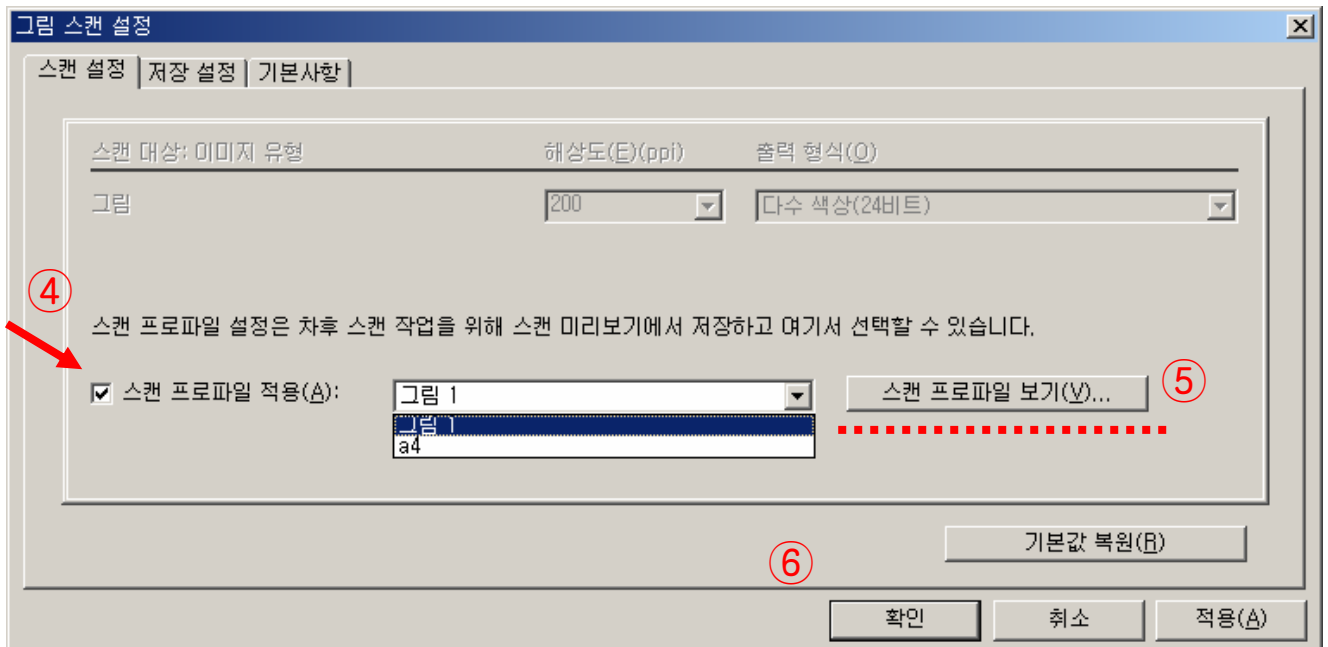 그림 스캔 설정
스캔 설정 저장 설정 기본사항
스캔 대상: 이미지 유형 해상도(E)(ppi) 출력 형식(O)
그림 200 다수 색상(24비트)
④
스캔 프로파일 설정은 차후 스캔 작업을 위해 스캔 미리보기에서 저장하고 여기서 선택할 수 있습니다.
스캔 프로파일 적용(A): 그림 1 스캔 프로파일 보기(V)... ⑤
그림 1
a4
기본값 복원(R)
⑥
확인 취소 적용(A)